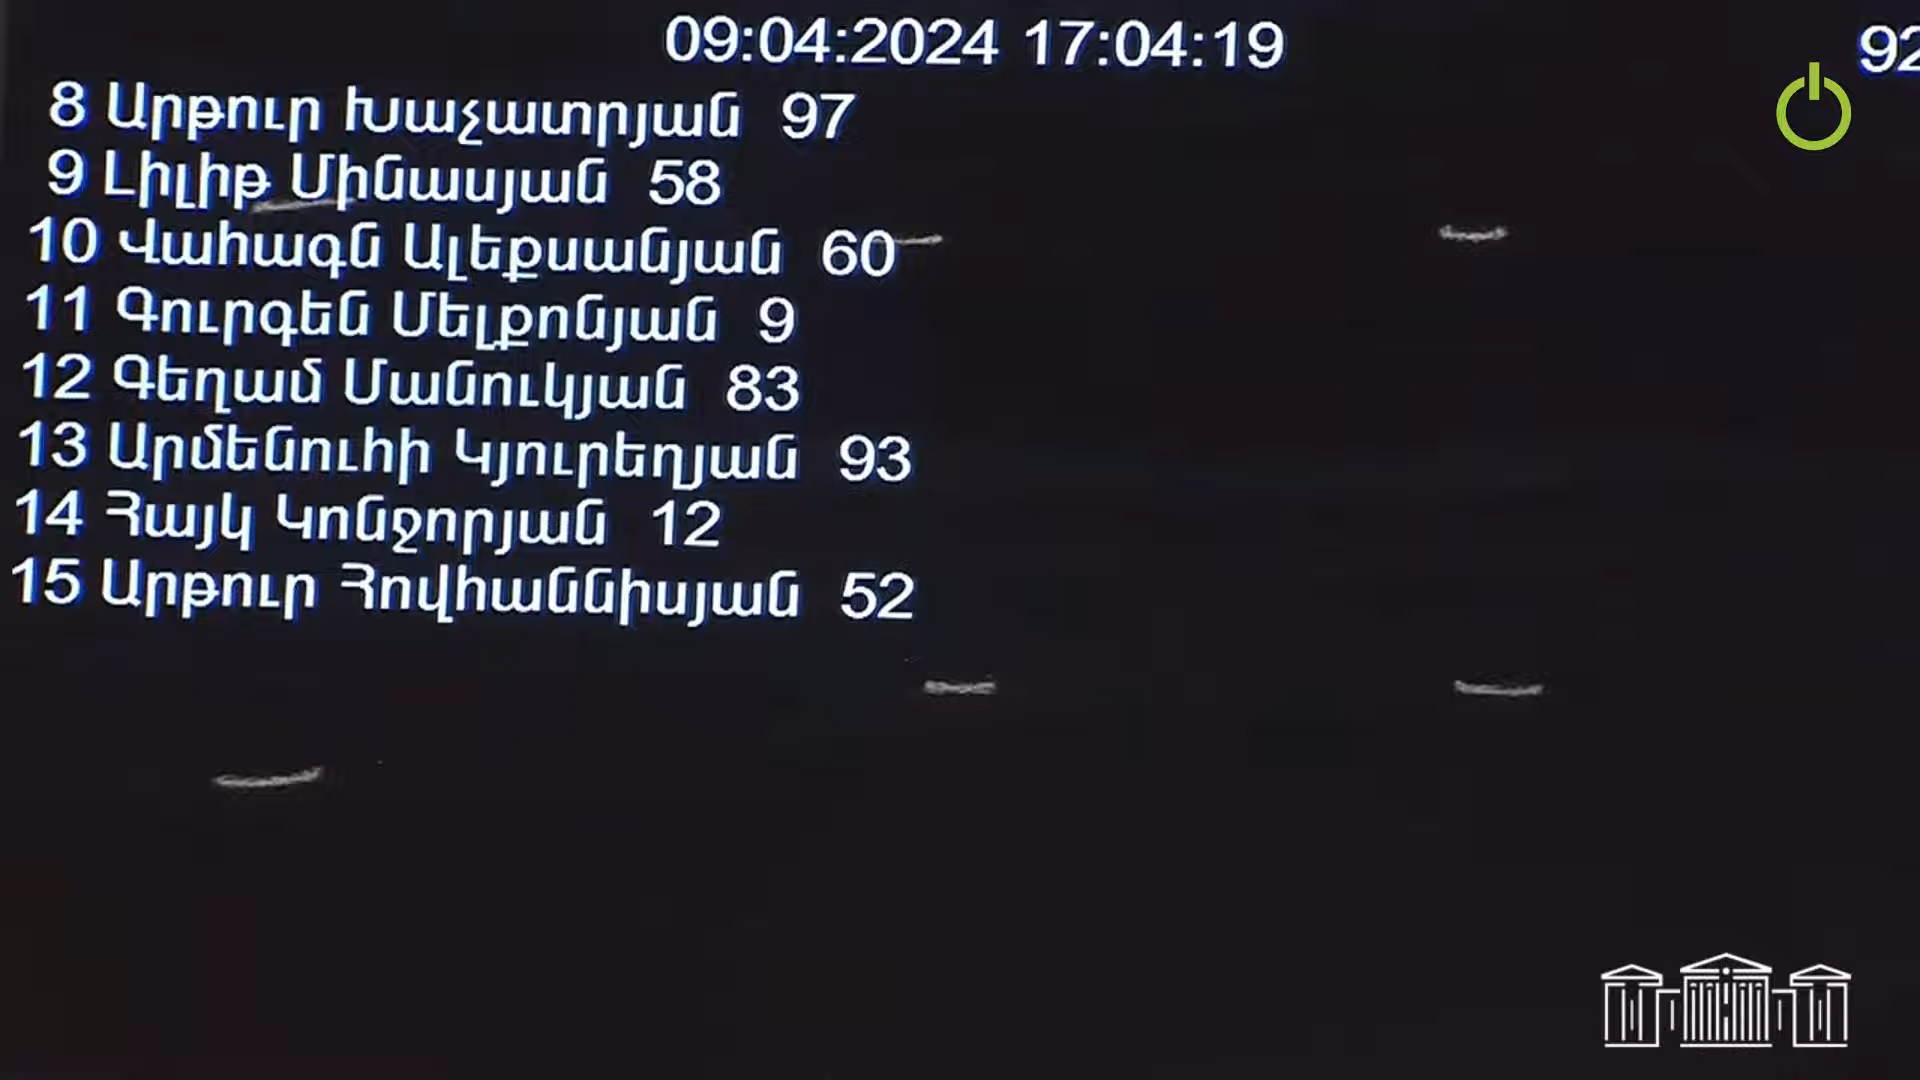 09:04:2024 17:04:19
92
8 Արթուր Խաչատրյան 97
9 Լիլիթ Մինասյան 58
10 Վահագն Ալեքսանյան 60
11 Գուրգեն Մելքոնյան 9
12 Գեղամ Մանուկյան 83
13 Արմենուհի Կյուրեղյան 93
14 Հայկ Կոնջորյան 12
15 Արթուր Հովհաննիսյան 52